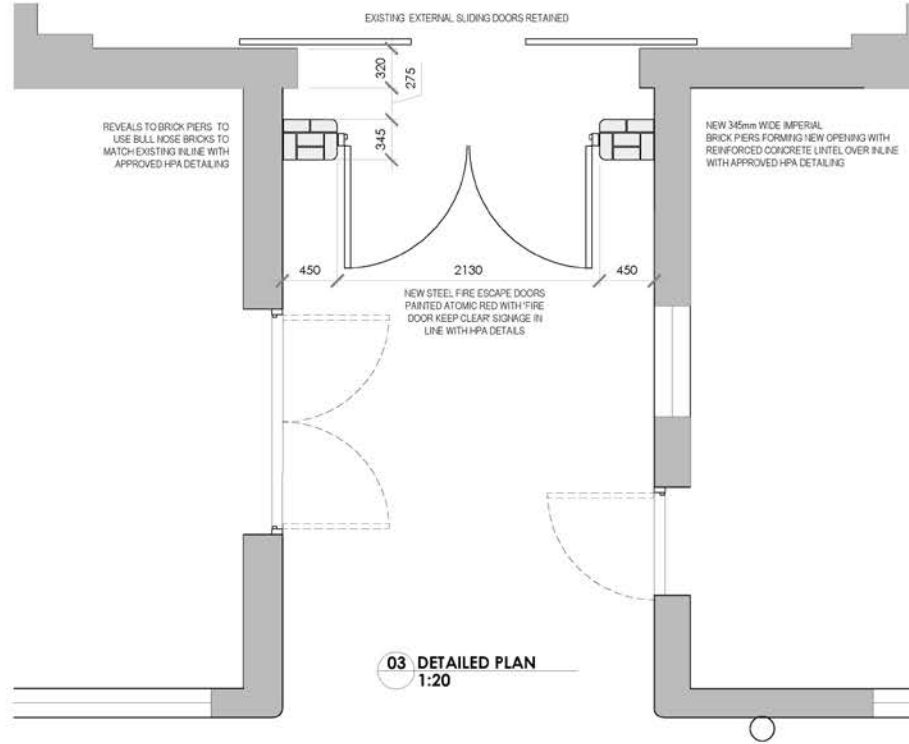 EXISTING EXTERNAL SLIDING DOORS RETAINED
320
275
345
REVEALS TO BRICK PIERS TO
USE BULL NOSE BRICKS TO
MATCH EXISTING INLINE WITH
APPROVED HPA DETAILING
NEW 345mm WIDE IMPERIAL
BRICK PIERS FORMING NEW OPENING WITH
REINFORCED CONCRETE LINTEL OVER INLINE
WITH APPROVED HPA DETAILING
450
2130
450
NEW STEEL FIRE ESCAPE DOORS
PAINTED ATOMIC RED WITH 'FIRE
DOOR KEEP CLEAR' SIGNAGE IN
LINE WITH HPA DETAILS
03 DETAILED PLAN
1:20